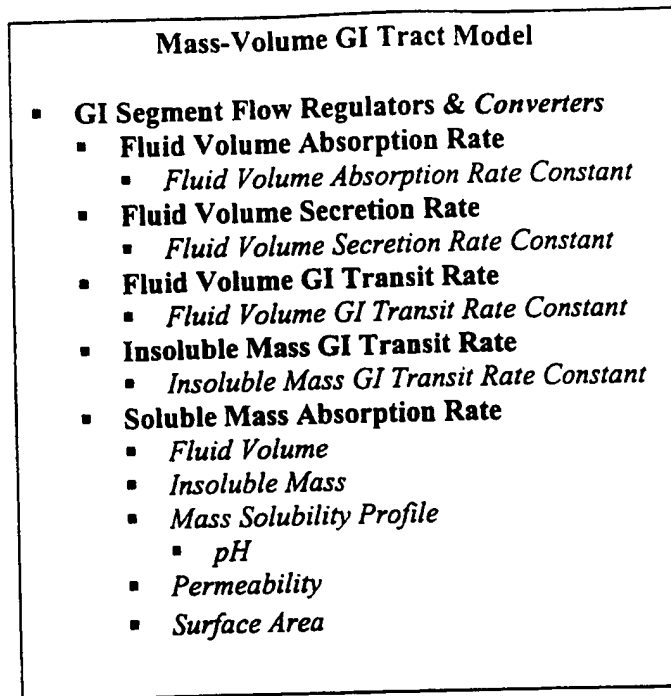 Mass-Volume GI Tract Model
▪ GI Segment Flow Regulators & Converters
▪ Fluid Volume Absorption Rate
▪ Fluid Volume Absorption Rate Constant
▪ Fluid Volume Secretion Rate
▪ Fluid Volume Secretion Rate Constant
▪ Fluid Volume GI Transit Rate
▪ Fluid Volume GI Transit Rate Constant
▪ Insoluble Mass GI Transit Rate
▪ Insoluble Mass GI Transit Rate Constant
▪ Soluble Mass Absorption Rate
▪ Fluid Volume
▪ Insoluble Mass
▪ Mass Solubility Profile
▪ pH
▪ Permeability
▪ Surface Area